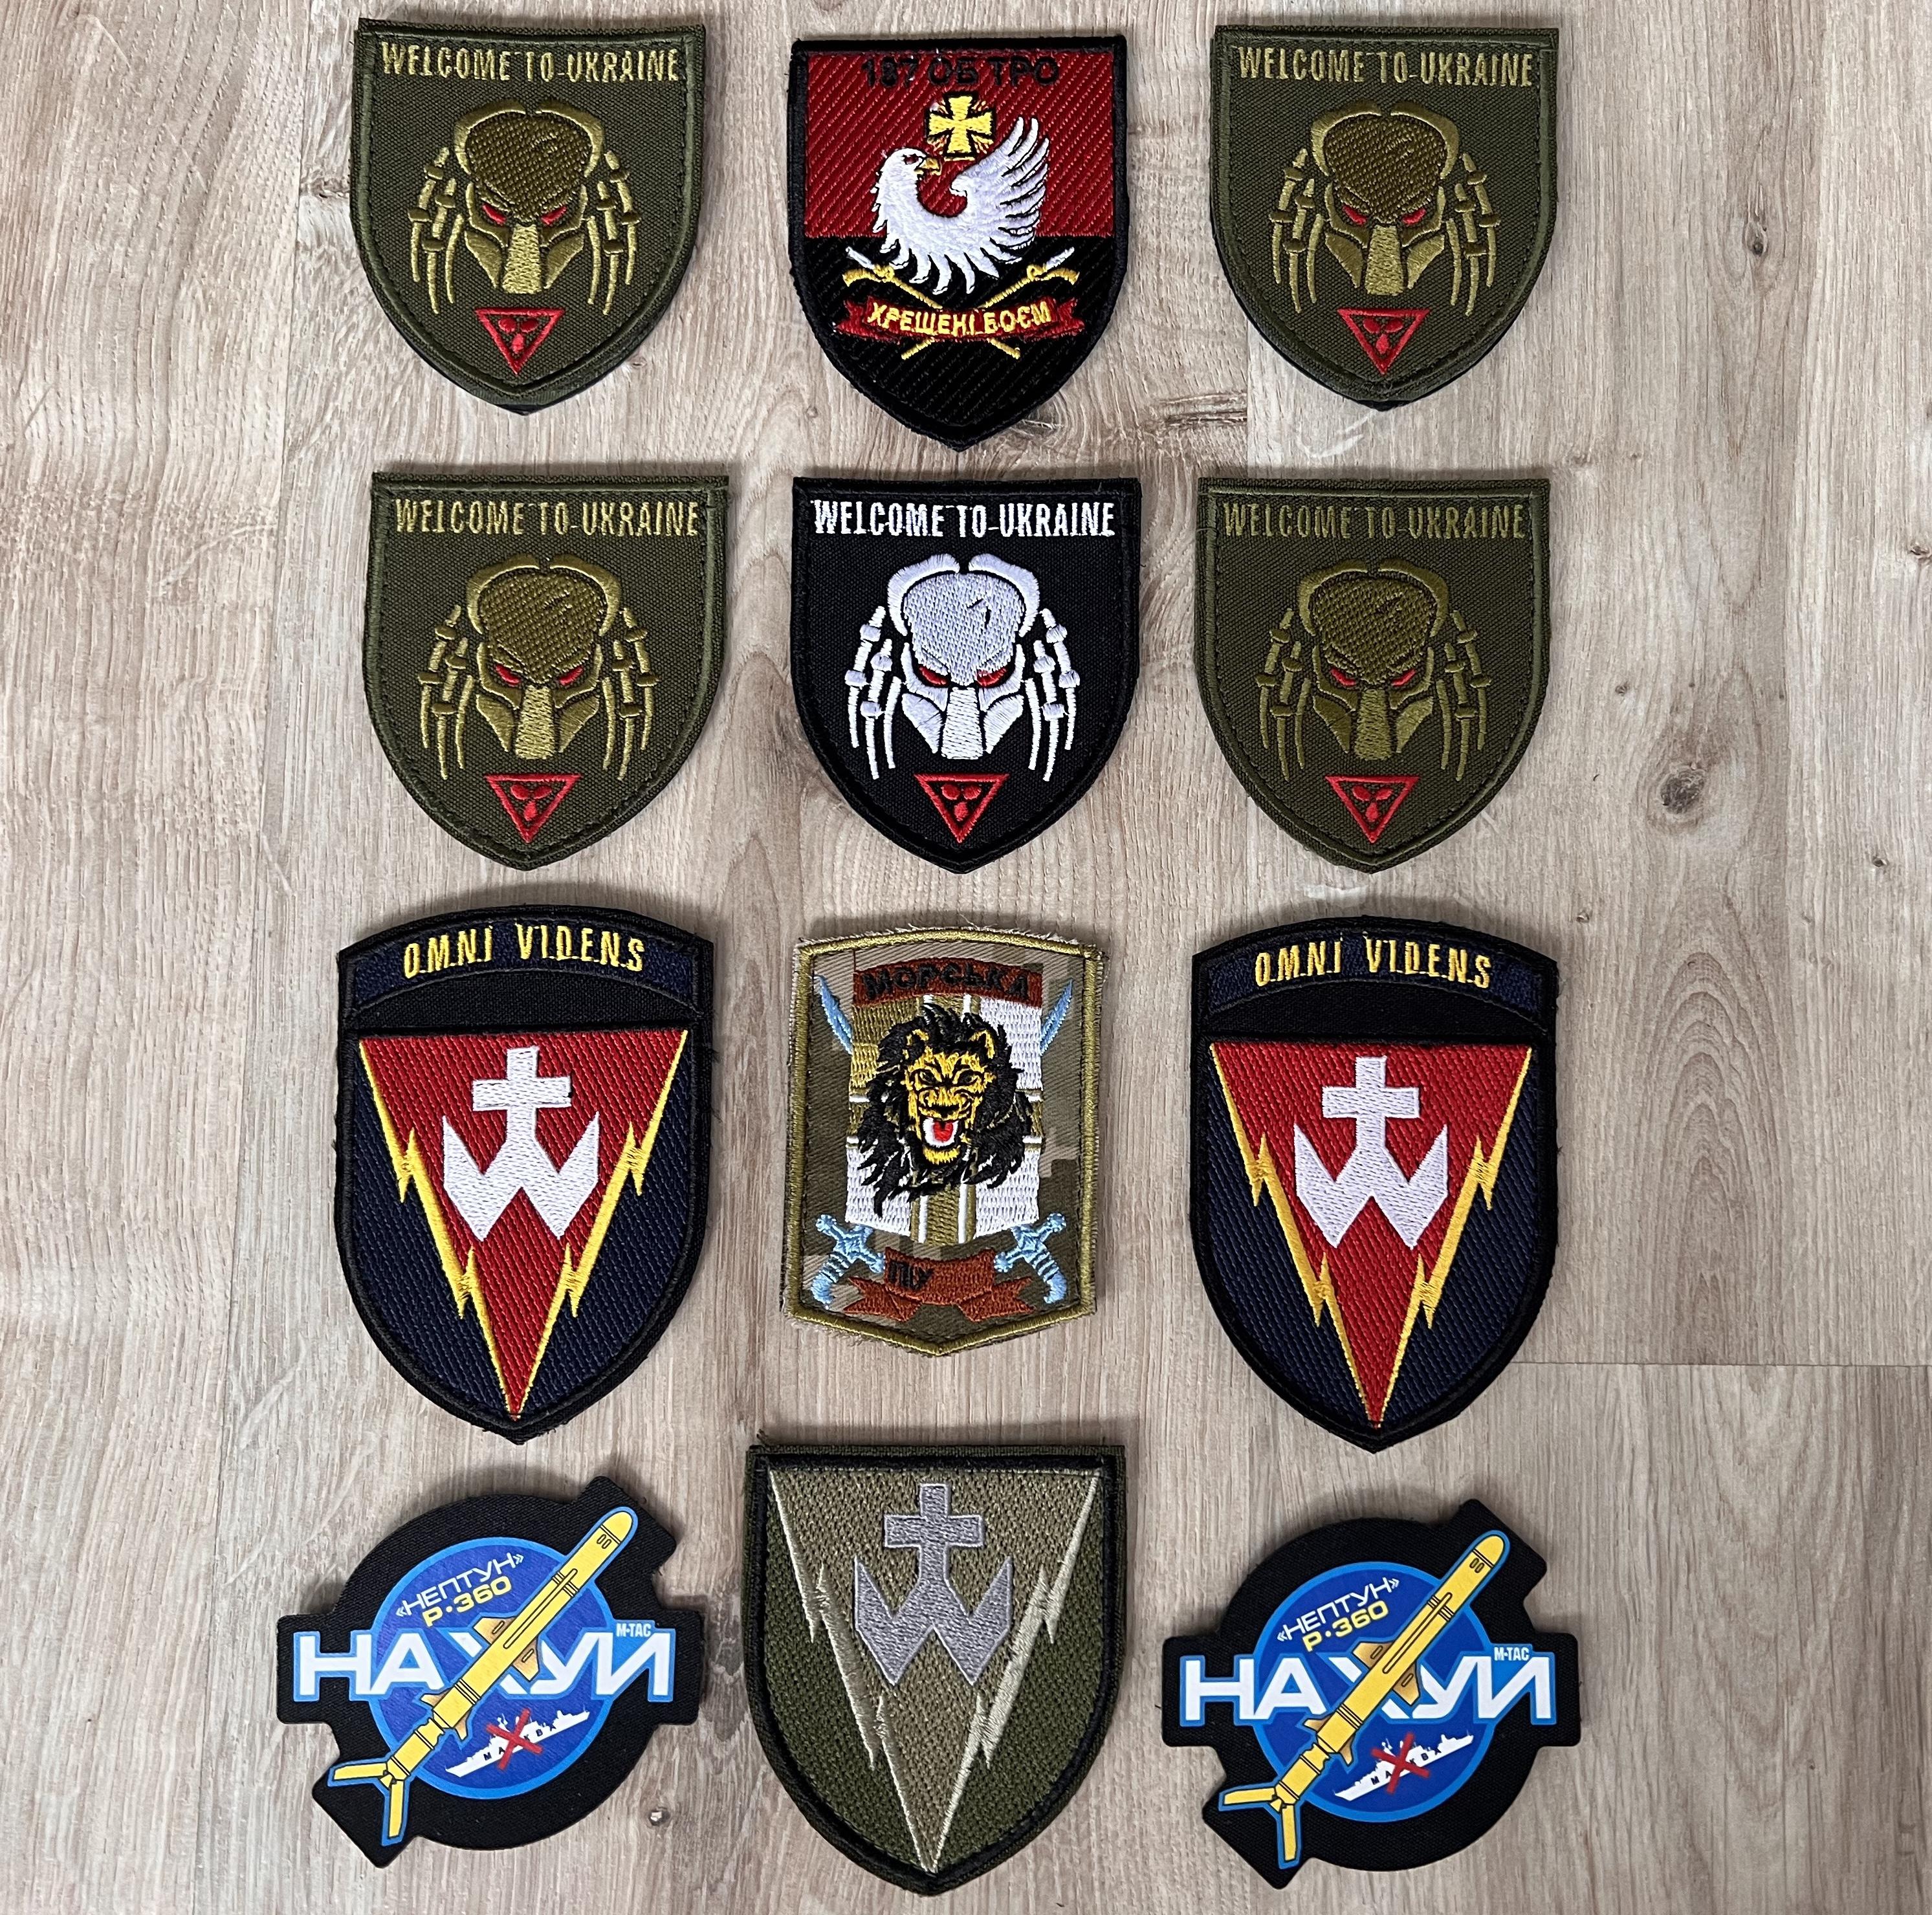 WELCOME TO UKRAINE
187 ОБ ТРО
ХРЕЩЕНІ БОЄМ
WELCOME TO UKRAINE
WELCOME TO UKRAINE
WELCOME TO UKRAINE
WELCOME TO UKRAINE
OMNI VIDENS
МОРСЬКА
OMNI VIDENS
«НЕПТУН»
Р-360
M-TAC
НАХУЙ
«НЕПТУН»
Р-360
M-TAC
НАХУЙ